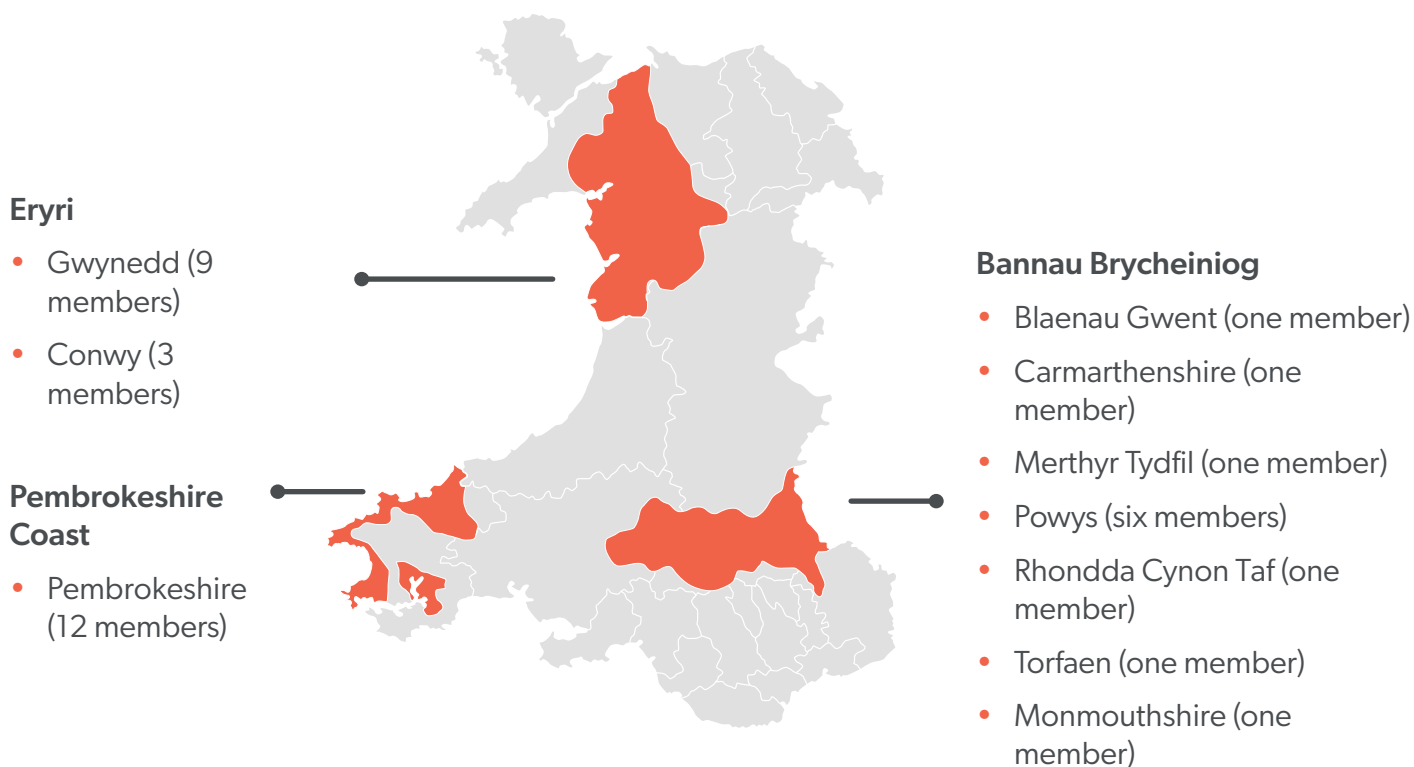 Eryri
• Gwynedd (9
members)
• Conwy (3
members)
Pembrokeshire
Coast
• Pembrokeshire
(12 members)
Bannau Brycheiniog
• Blaenau Gwent (one member)
• Carmarthenshire (one
member)
• Merthyr Tydfil (one member)
• Powys (six members)
• Rhondda Cynon Taf (one
member)
• Torfaen (one member)
• Monmouthshire (one
member)